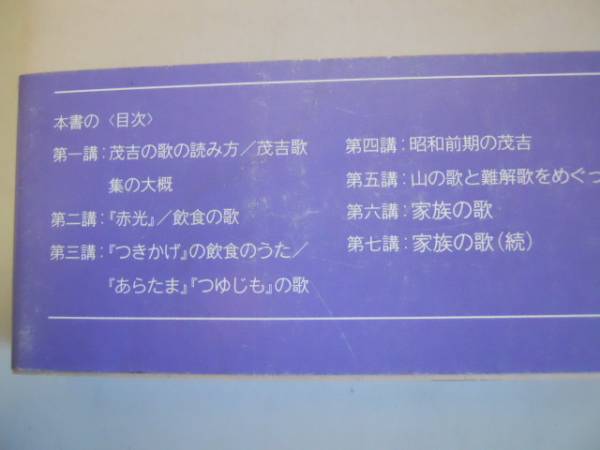 本書の〈目次〉
第一講：茂吉の歌の読み方／茂吉歌
集の大概
第二講：『赤光』／飲食の歌
第三講：『つきかげ』の飲食のうた／
『あらたま』『つゆじも』の歌
第四講：昭和前期の茂吉
第五講：山の歌と難解歌をめぐっ
第六講：家族の歌
第七講：家族の歌（続）